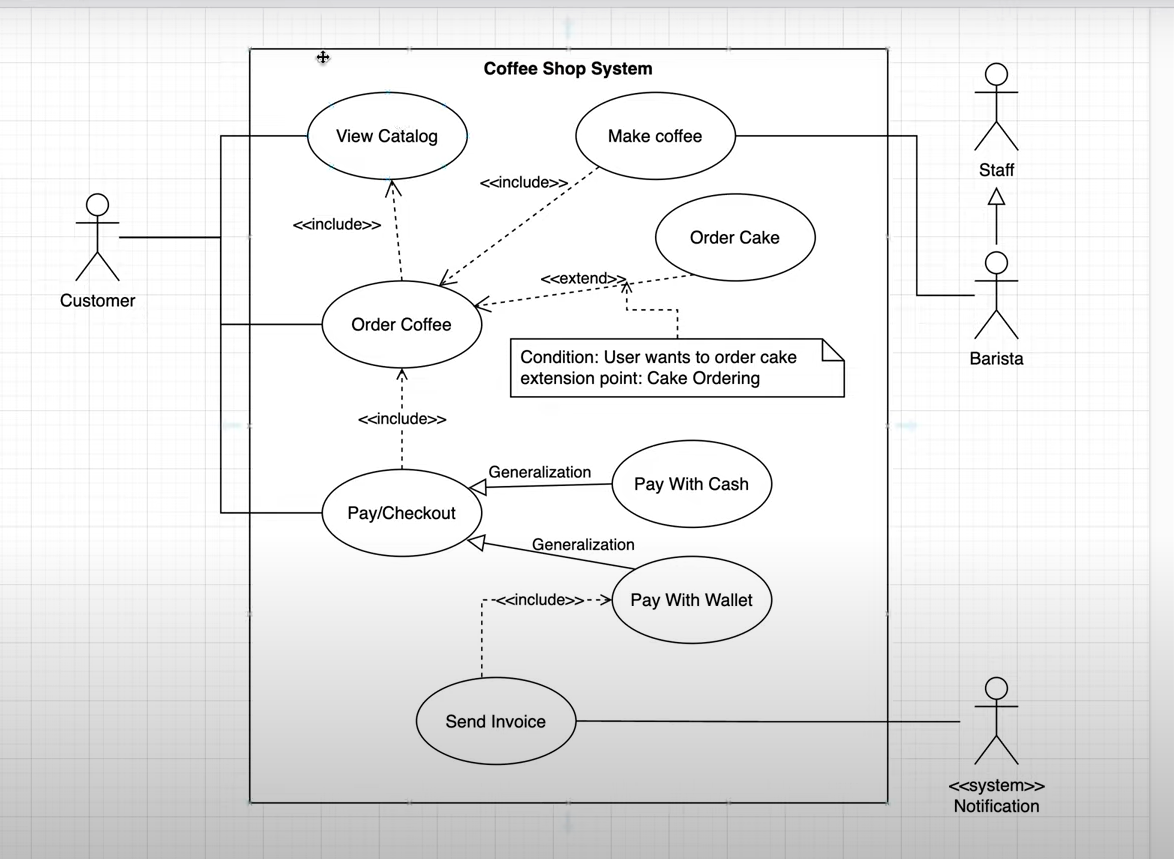 Coffee Shop System
View Catalog
Make coffee
Staff
<<include>>
<<include>>
Order Cake
Customer
<<extend>>
Order Coffee
Barista
Condition: User wants to order cake
extension point: Cake Ordering
<<include>>
Generalization
Pay With Cash
Pay/Checkout
Generalization
<<include>>
Pay With Wallet
Send Invoice
<<system>>
Notification